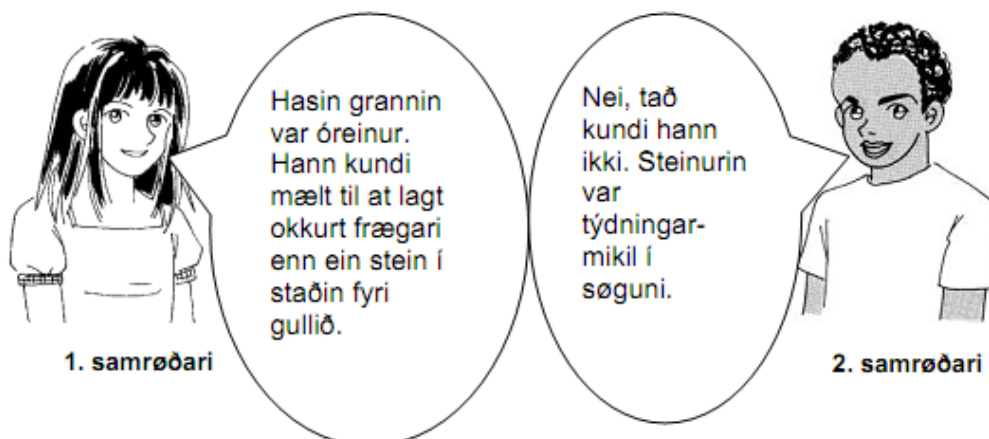 Hasin grannin
var óreinur.
Hann kundi
mælt til at lagt
okkurt frægari
enn ein stein í
staðin fyri
gullið.
Nei, tað
kundi hann
ikki. Steinurin
var
týdningar-
mikil í
søguni.
1. samrøðari
2. samrøðari